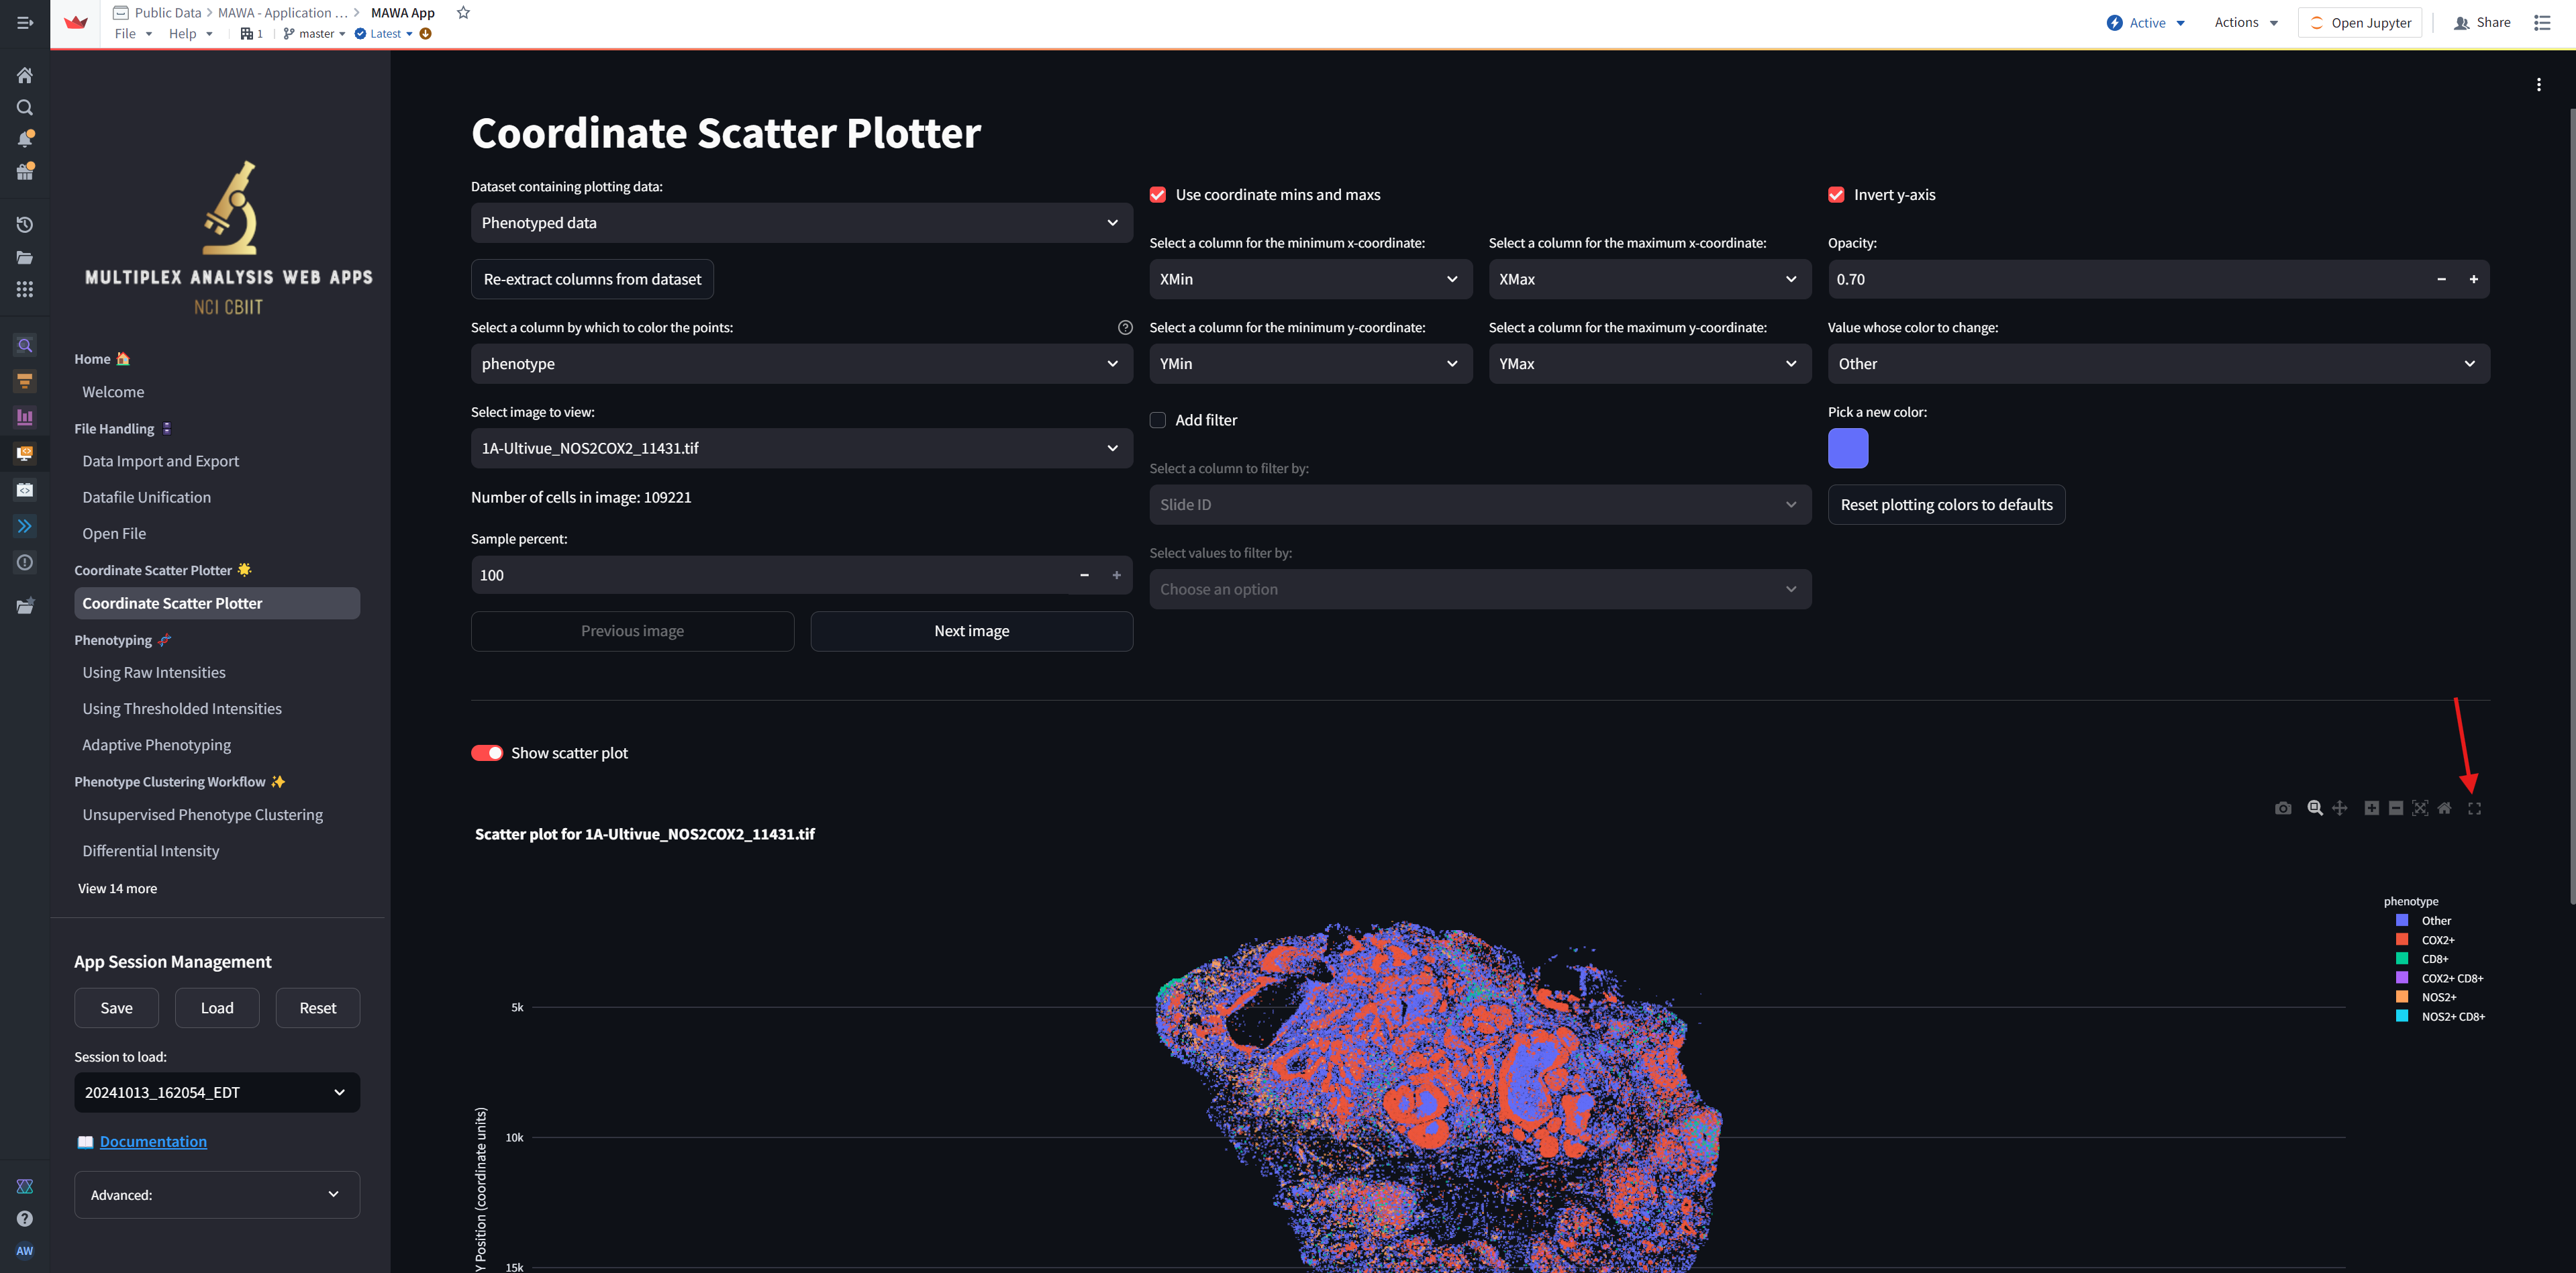 Public Data > MAWA - Application ... > MAWA App
File Help 1 master Latest
Active Actions Open Jupyter Share
MULTIPLEX ANALYSIS WEB APPS
NCI CBIIT
Home
Welcome
File Handling
Data Import and Export
Datafile Unification
Open File
Coordinate Scatter Plotter
Coordinate Scatter Plotter
Phenotyping
Using Raw Intensities
Using Thresholded Intensities
Adaptive Phenotyping
Phenotype Clustering Workflow
Unsupervised Phenotype Clustering
Differential Intensity
View 14 more
App Session Management
Save Load Reset
Session to load:
20241013_162054_EDT
Documentation
Advanced:
AW
Coordinate Scatter Plotter
Dataset containing plotting data:
Phenotyped data
Re-extract columns from dataset
Select a column by which to color the points:
phenotype
Select image to view:
1A-Ultivue_NOS2COX2_11431.tif
Number of cells in image: 109221
Sample percent:
100
Previous image Next image
Use coordinate mins and maxs
Select a column for the minimum x-coordinate: Select a column for the maximum x-coordinate:
XMin XMax
Select a column for the minimum y-coordinate: Select a column for the maximum y-coordinate:
YMin YMax
Add filter
Select a column to filter by:
Slide ID
Select values to filter by:
Choose an option
Invert y-axis
Opacity:
0.70
Value whose color to change:
Other
Pick a new color:
Reset plotting colors to defaults
Show scatter plot
Scatter plot for 1A-Ultivue_NOS2COX2_11431.tif
phenotype
Other
COX2+
CD8+
COX2+ CD8+
NOS2+
NOS2+ CD8+
5k
10k
15k
Y Position (coordinate units)